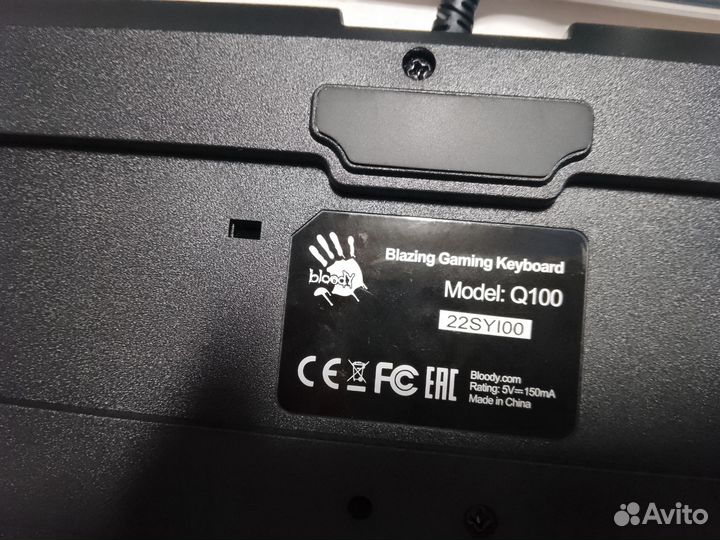 bloody
Blazing Gaming Keyboard
Model: Q100
22SYI00
CE FC EAC
Bloody.com
Rating: 5V⎓150mA
Made in China
Avito